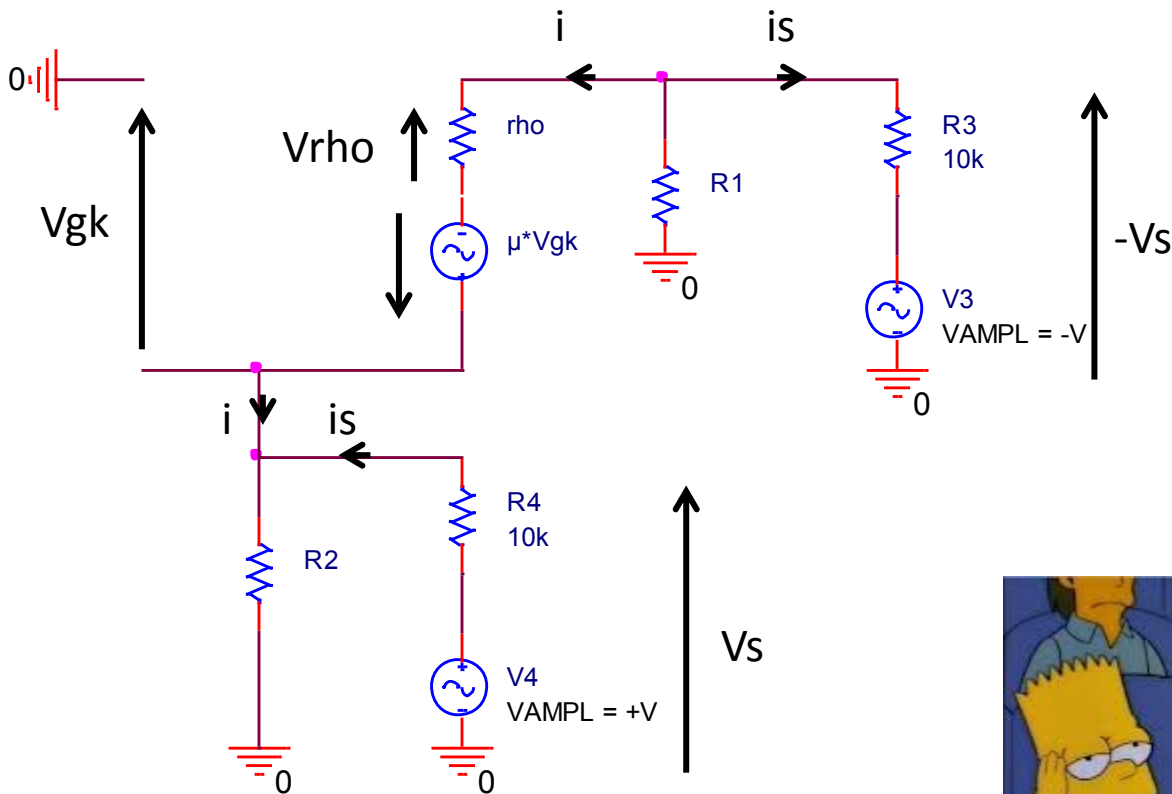 i
is
0
rho
R3
10k
Vrho
R1
Vgk
µ*Vgk
-Vs
0
V3
VAMPL = -V
0
i
is
R4
10k
R2
Vs
V4
VAMPL = +V
0
0